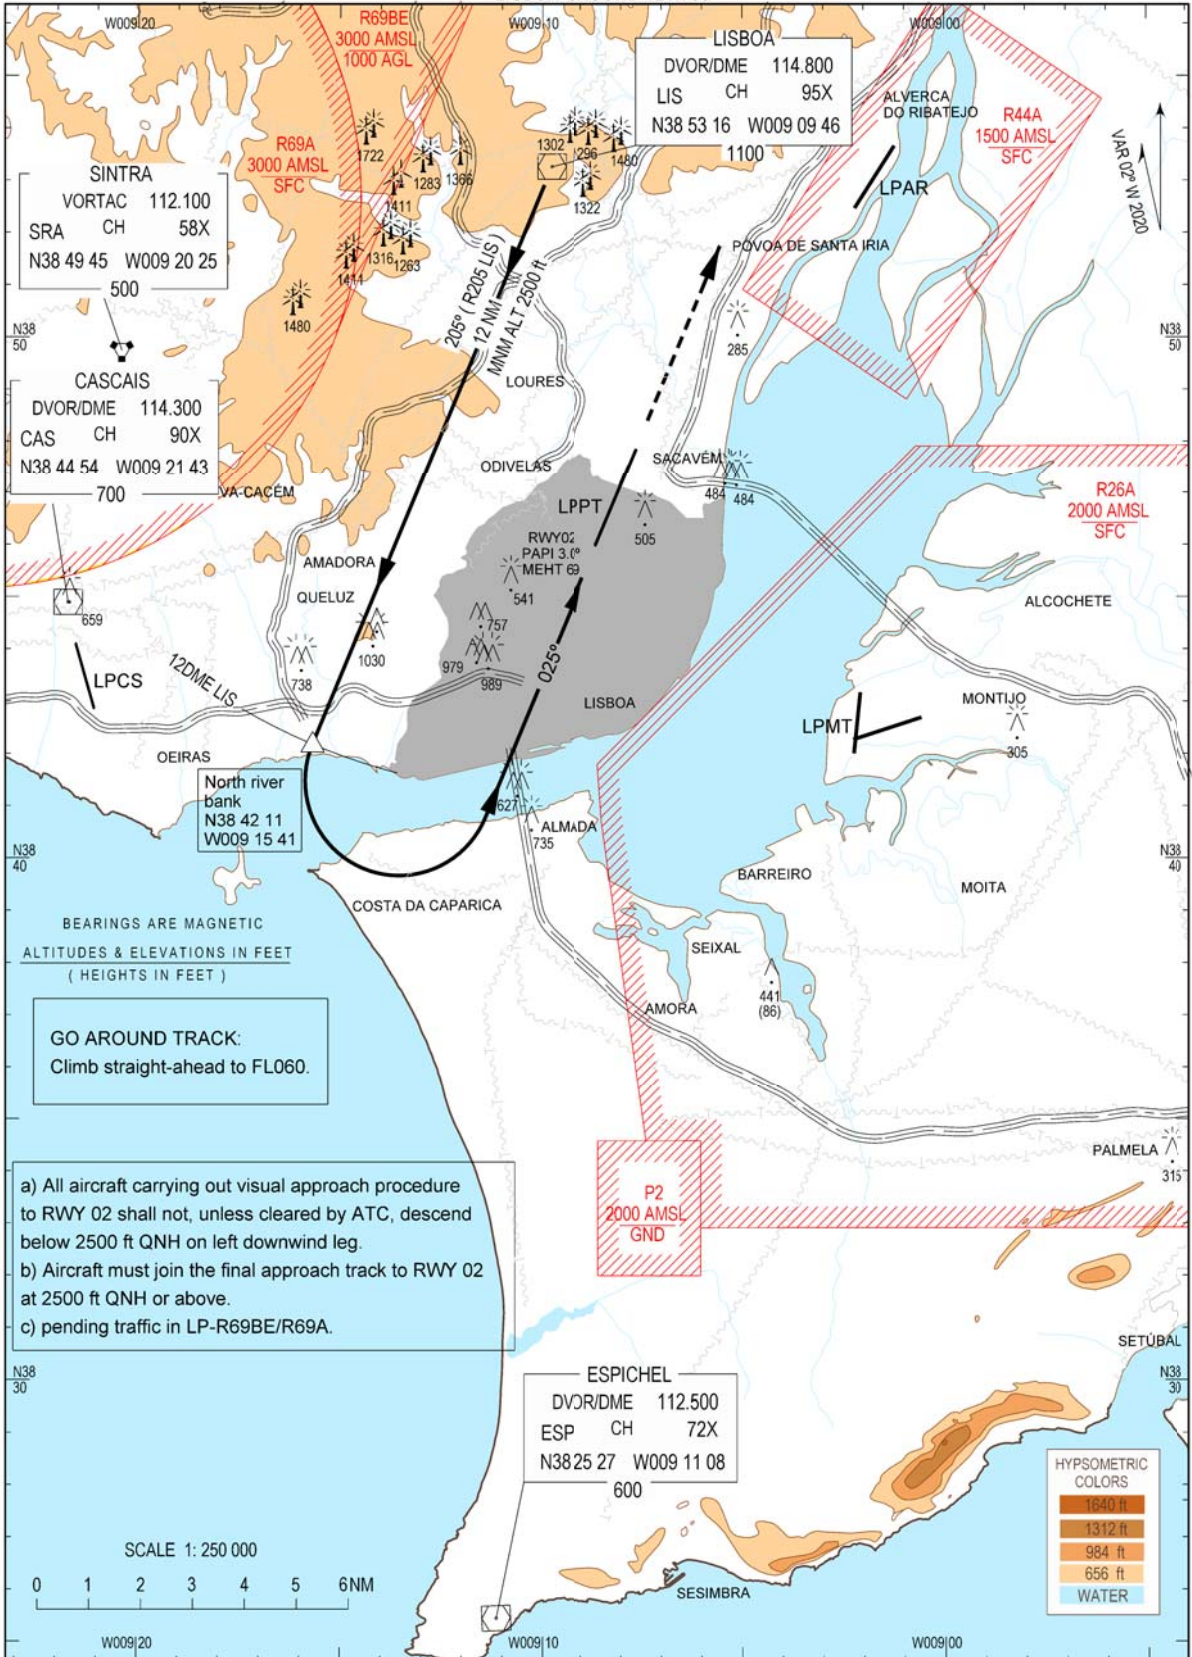 W009 20
W009 10
W009 00
R69BE
3000 AMSL
1000 AGL
LISBOA
DVOR/DME 114.800
LIS CH 95X
N38 53 16 W009 09 46
1100
ALVERCA
DO RIBATEJO
R44A
1500 AMSL
SFC
VAR 02º W 2020
R69A
3000 AMSL
SFC
1722
1283
1366
1411
1316
1263
1411
1480
1302
296
1480
1322
LPAR
SINTRA
VORTAC 112.100
SRA CH 58X
N38 49 45 W009 20 25
500
POVOA DE SANTA IRIA
205º ( R205 LIS )
12 NM
MNM ALT 2500 ft
285
N38
50
N38
50
CASCAIS
DVOR/DME 114.300
CAS CH 90X
N38 44 54 W009 21 43
700
VA-CACÉM
LOURES
ODIVELAS
SACAVÉM
484
484
R26A
2000 AMSL
SFC
LPPT
RWY02
PAPI 3.0º
MEHT 69
505
541
AMADORA
QUELUZ
757
979
989
1030
738
659
LPCS
12DME LIS
025º
LISBOA
ALCOCHETE
MONTIJO
LPMT
305
OEIRAS
North river
bank
N38 42 11
W009 15 41
627
ALMADA
735
N38
40
N38
40
BARREIRO
MOITA
COSTA DA CAPARICA
BEARINGS ARE MAGNETIC
ALTITUDES & ELEVATIONS IN FEET
( HEIGHTS IN FEET )
SEIXAL
441
(86)
AMORA
GO AROUND TRACK:
Climb straight-ahead to FL060.
PALMELA
315
a) All aircraft carrying out visual approach procedure
to RWY 02 shall not, unless cleared by ATC, descend
below 2500 ft QNH on left downwind leg.
b) Aircraft must join the final approach track to RWY 02
at 2500 ft QNH or above.
c) pending traffic in LP-R69BE/R69A.
P2
2000 AMSL
GND
SETÚBAL
N38
30
N38
30
ESPICHEL
DVOR/DME 112.500
ESP CH 72X
N38 25 27 W009 11 08
600
HYPSOMETRIC
COLORS
1640 ft
1312 ft
984 ft
656 ft
WATER
SCALE 1: 250 000
0 1 2 3 4 5 6NM
SESIMBRA
W009 20
W009 10
W009 00